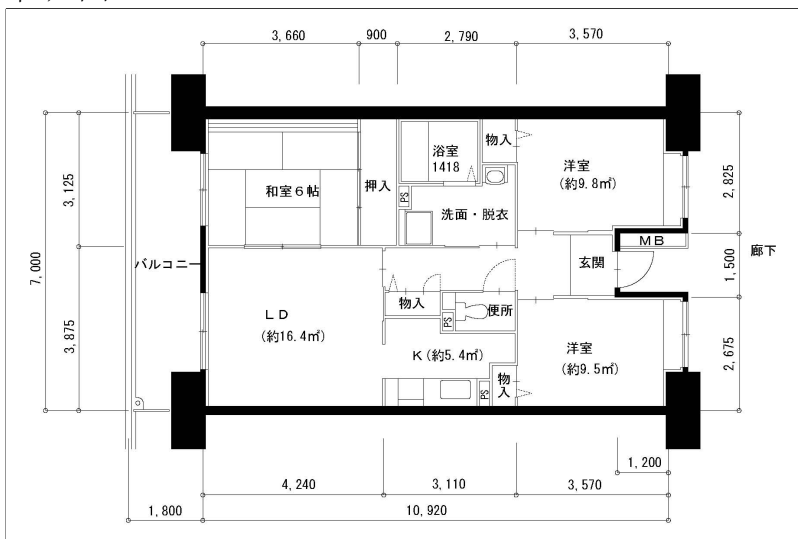 3,660
900
2,790
3,570
浴室
1418
物入
洋室
(約9.8㎡)
2,825
3,125
和室6帖
押入
PS
洗面・脱衣
7,000
バルコニー
MB
廊下
玄関
1,500
物入
PS
便所
LD
(約16.4㎡)
3,875
K(約5.4㎡)
洋室
(約9.5㎡)
2,675
物入
PS
1,200
4,240
3,110
3,570
1,800
10,920